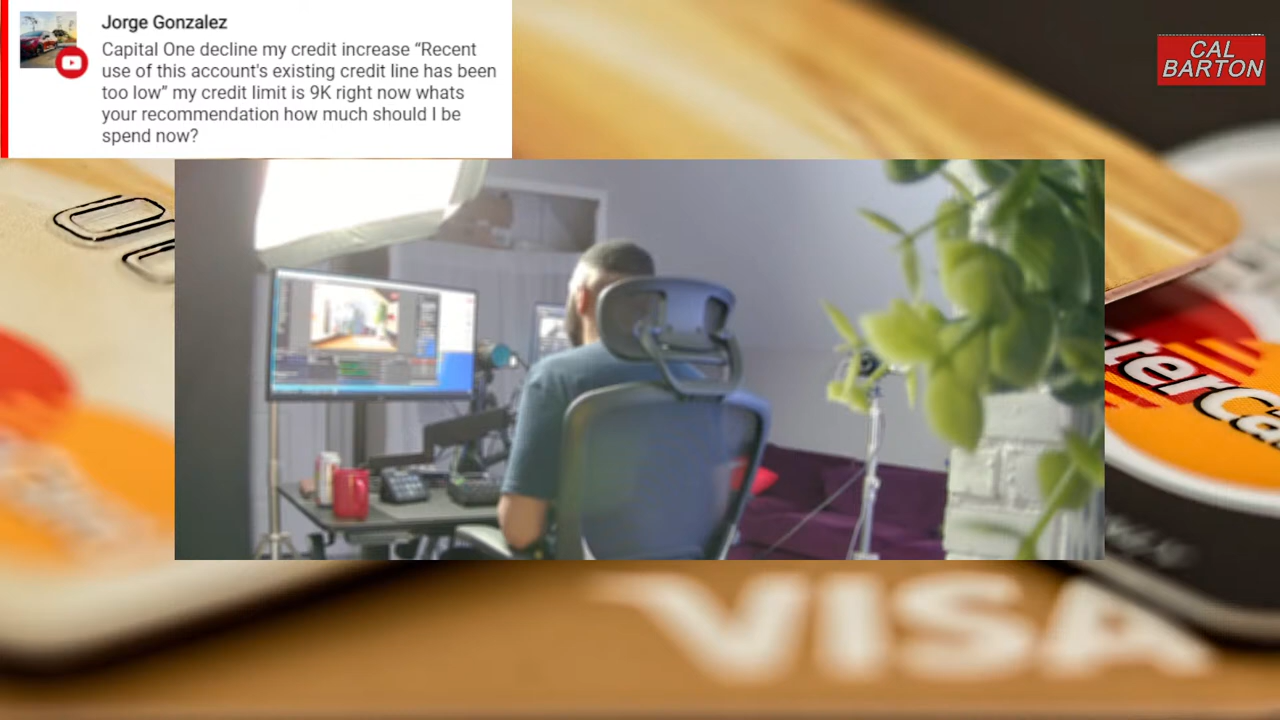 Jorge Gonzalez
Capital One decline my credit increase “Recent
use of this account's existing credit line has been
too low” my credit limit is 9K right now whats
your recommendation how much should I be
spend now?
CAL
BARTON
VISA